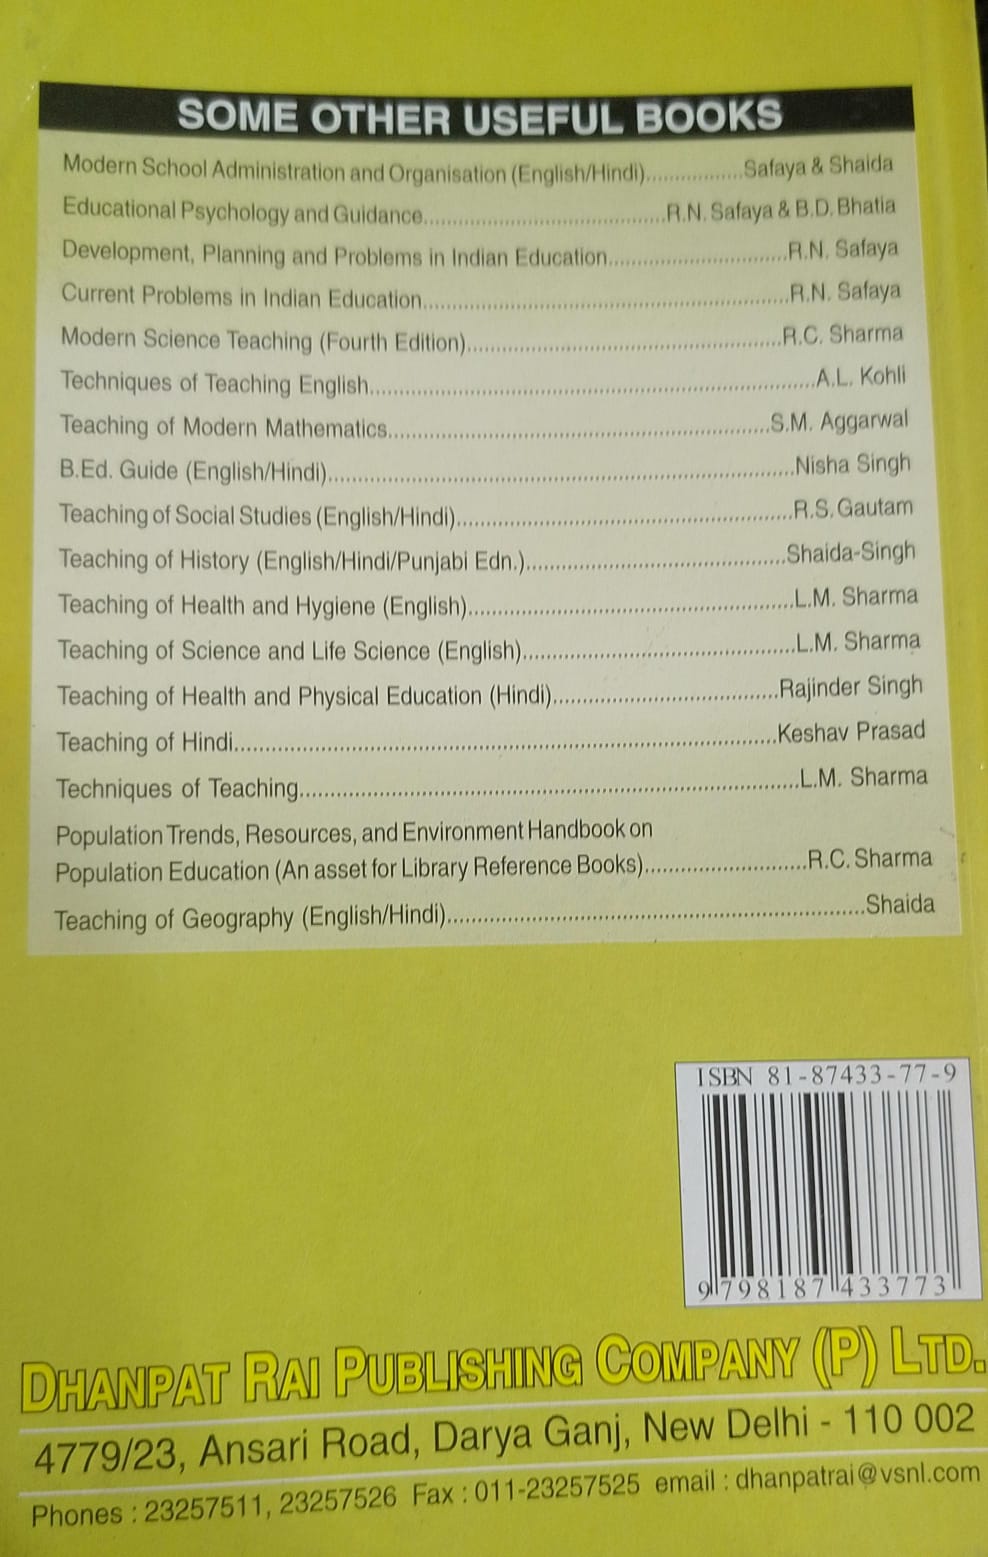 SOME OTHER USEFUL BOOKS
Modern School Administration and Organisation (English/Hindi)................Safaya & Shaida
Educational Psychology and Guidance........................................R.N. Safaya & B.D. Bhatia
Development, Planning and Problems in Indian Education.............................R.N. Safaya
Current Problems in Indian Education............................................................R.N. Safaya
Modern Science Teaching (Fourth Edition)....................................................R.C. Sharma
Techniques of Teaching English.........................................................................A.L. Kohli
Teaching of Modern Mathematics...............................................................S.M. Aggarwal
B.Ed. Guide (English/Hindi)............................................................................Nisha Singh
Teaching of Social Studies (English/Hindi).......................................................R.S. Gautam
Teaching of History (English/Hindi/Punjabi Edn.)..........................................Shaida-Singh
Teaching of Health and Hygiene (English).....................................................L.M. Sharma
Teaching of Science and Life Science (English)............................................L.M. Sharma
Teaching of Health and Physical Education (Hindi).....................................Rajinder Singh
Teaching of Hindi........................................................................................Keshav Prasad
Techniques of Teaching.................................................................................L.M. Sharma
Population Trends, Resources, and Environment Handbook on
Population Education (An asset for Library Reference Books)..........................R.C. Sharma
Teaching of Geography (English/Hindi)....................................................................Shaida
ISBN 81-87433-77-9
9 798187 433773
DHANPAT RAI PUBLISHING COMPANY (P) LTD.
4779/23, Ansari Road, Darya Ganj, New Delhi - 110 002
Phones : 23257511, 23257526 Fax : 011-23257525 email : dhanpatrai@vsnl.com